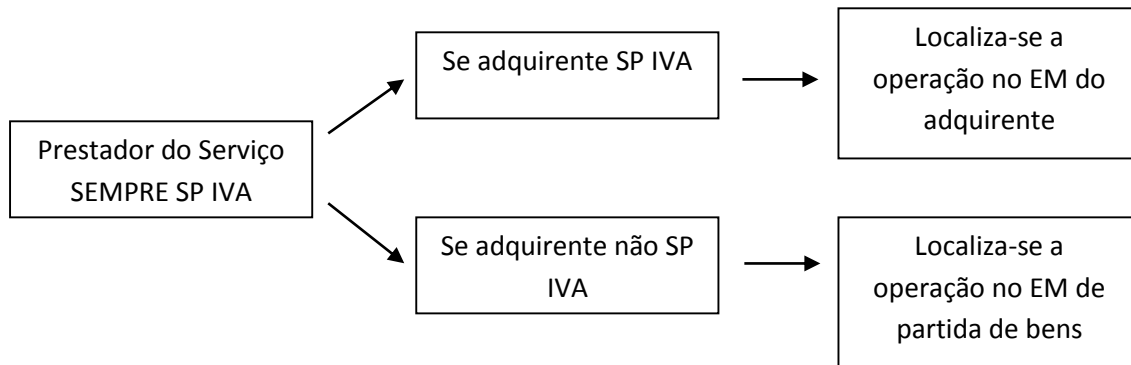 Prestador do Serviço
SEMPRE SP IVA
Se adquirente SP IVA
Localiza-se a
operação no EM do
adquirente
Se adquirente não SP
IVA
Localiza-se a
operação no EM de
partida de bens